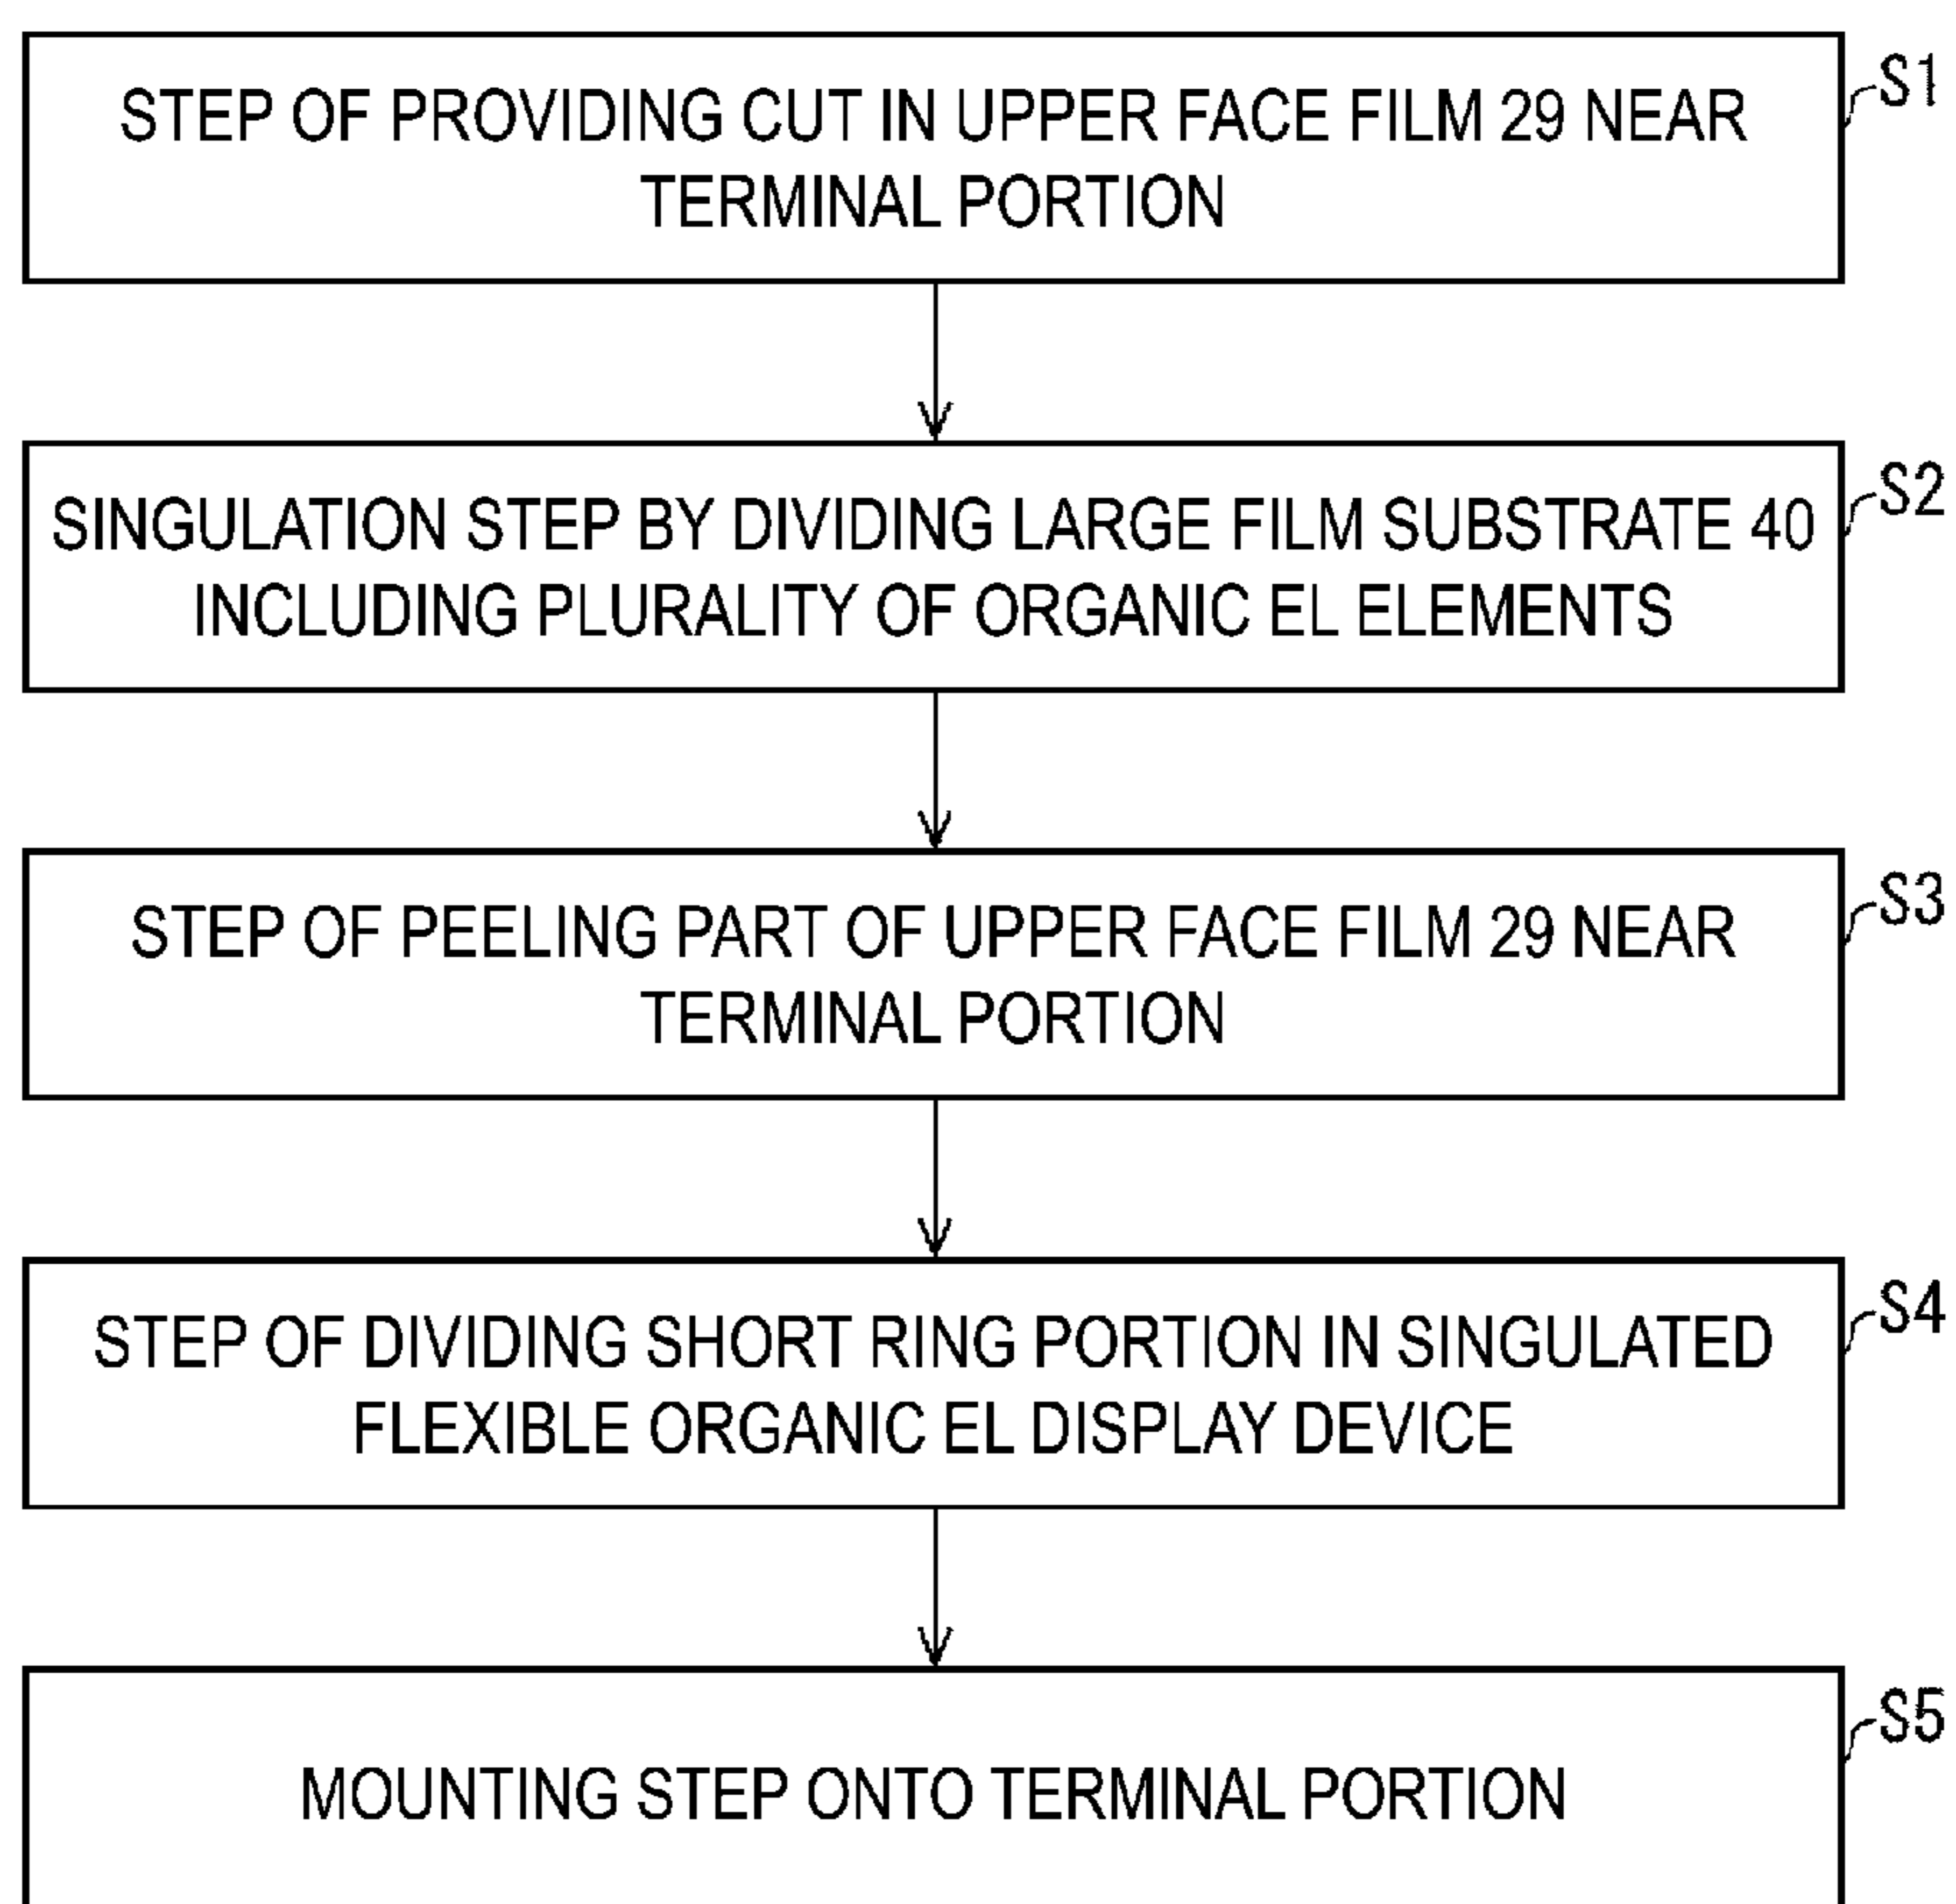 STEP OF PROVIDING CUT IN UPPER FACE FILM 29 NEAR
TERMINAL PORTION
S1
SINGULATION STEP BY DIVIDING LARGE FILM SUBSTRATE 40
INCLUDING PLURALITY OF ORGANIC EL ELEMENTS
S2
STEP OF PEELING PART OF UPPER FACE FILM 29 NEAR
TERMINAL PORTION
S3
STEP OF DIVIDING SHORT RING PORTION IN SINGULATED
FLEXIBLE ORGANIC EL DISPLAY DEVICE
S4
MOUNTING STEP ONTO TERMINAL PORTION
S5